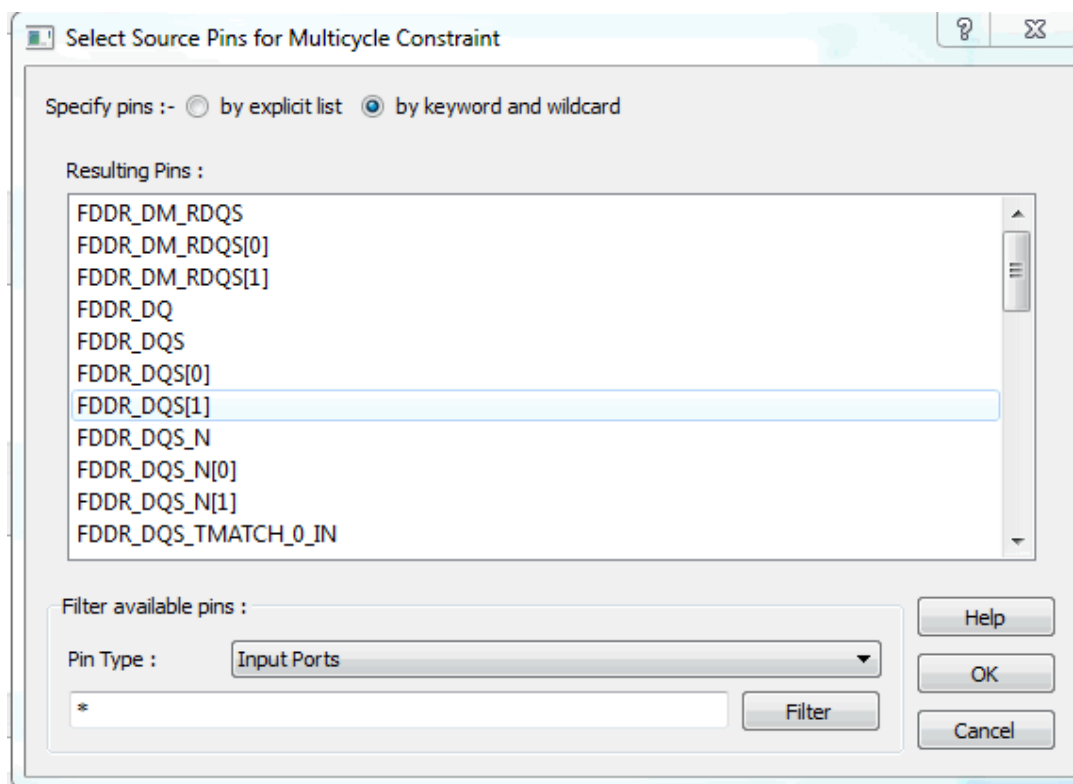 Select Source Pins for Multicycle Constraint
?
Specify pins :- by explicit list by keyword and wildcard
Resulting Pins :
FDDR_DM_RDQS
FDDR_DM_RDQS[0]
FDDR_DM_RDQS[1]
FDDR_DQ
FDDR_DQS
FDDR_DQS[0]
FDDR_DQS[1]
FDDR_DQS_N
FDDR_DQS_N[0]
FDDR_DQS_N[1]
FDDR_DQS_TMATCH_0_IN
Filter available pins :
Pin Type : Input Ports
*
Filter
Help
OK
Cancel